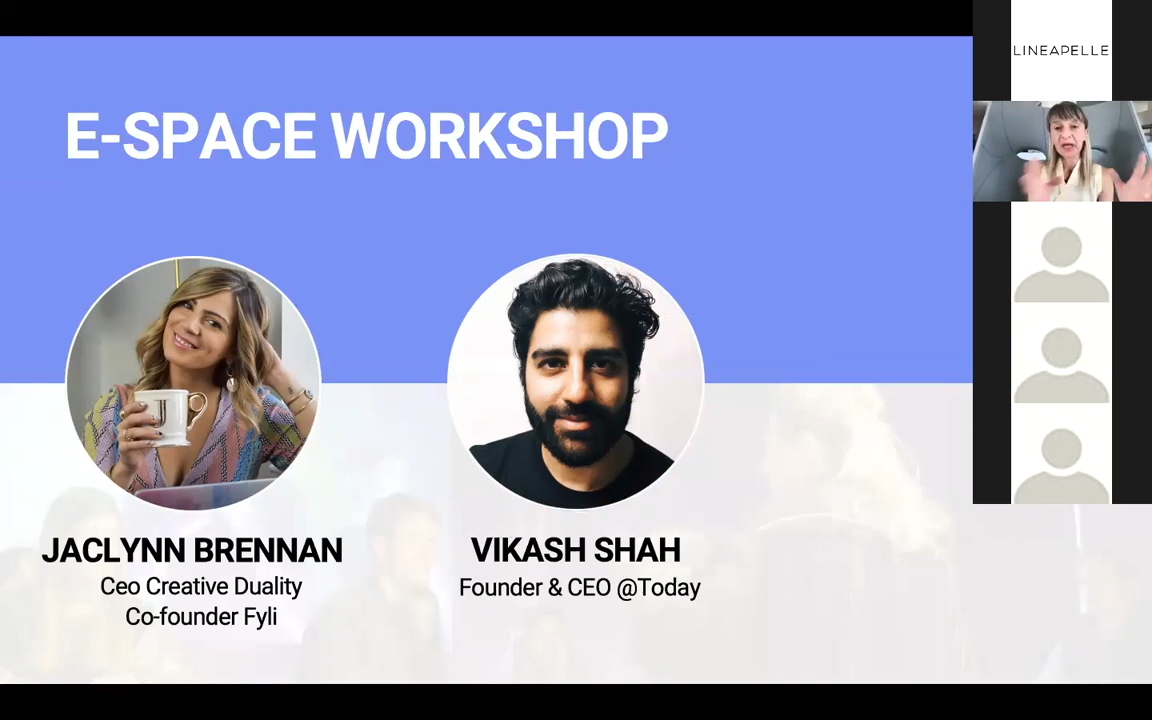 LINEAPELLE
E-SPACE WORKSHOP
J
JACLYNN BRENNAN
Ceo Creative Duality
Co-founder Fyli
VIKASH SHAH
Founder & CEO @Today